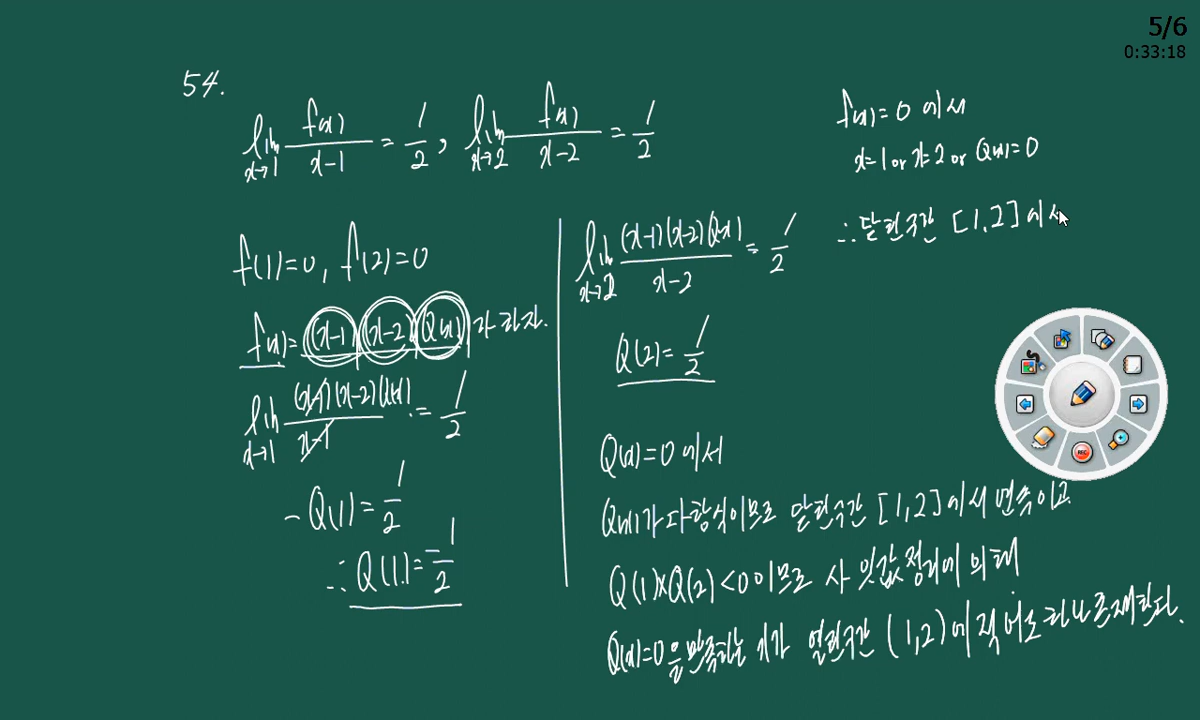 5/6
0:33:18
54.
lim x→1 f(x)/(x-1) = 1/2, lim x→2 f(x)/(x-2) = 1/2
f(1)=0, f(2)=0
f(x)=(x-1)(x-2)Q(x) 라 하자.
lim x→1 (x-1)(x-2)Q(x)/(x-1) = 1/2
-Q(1)=1/2
∴ Q(1)=-1/2
lim x→2 (x-1)(x-2)Q(x)/(x-2) = 1/2
Q(2)=1/2
Q(x)=0 에서
Q(x)가 다항식이므로 닫힌구간 [1,2]에서 연속이고
Q(1)×Q(2)<0 이므로 사잇값 정리에 의해
Q(x)=0을 만족하는 x가 열린구간 (1,2)에 적어도 하나 존재한다.
f(x)=0 에서
x=1 or x=2 or Q(x)=0
∴ 닫힌구간 [1,2]에서
REC